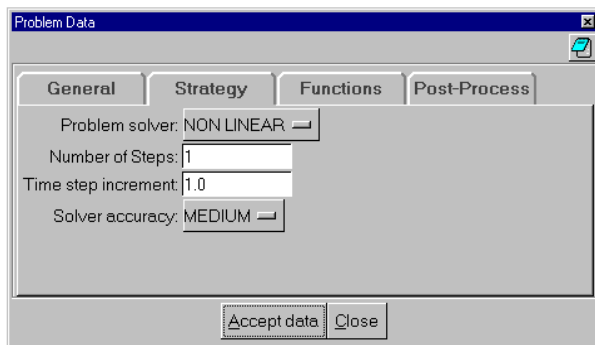 Problem Data
General Strategy Functions Post-Process
Problem solver: NON LINEAR
Number of Steps: 1
Time step increment: 1.0
Solver accuracy: MEDIUM
Accept data Close